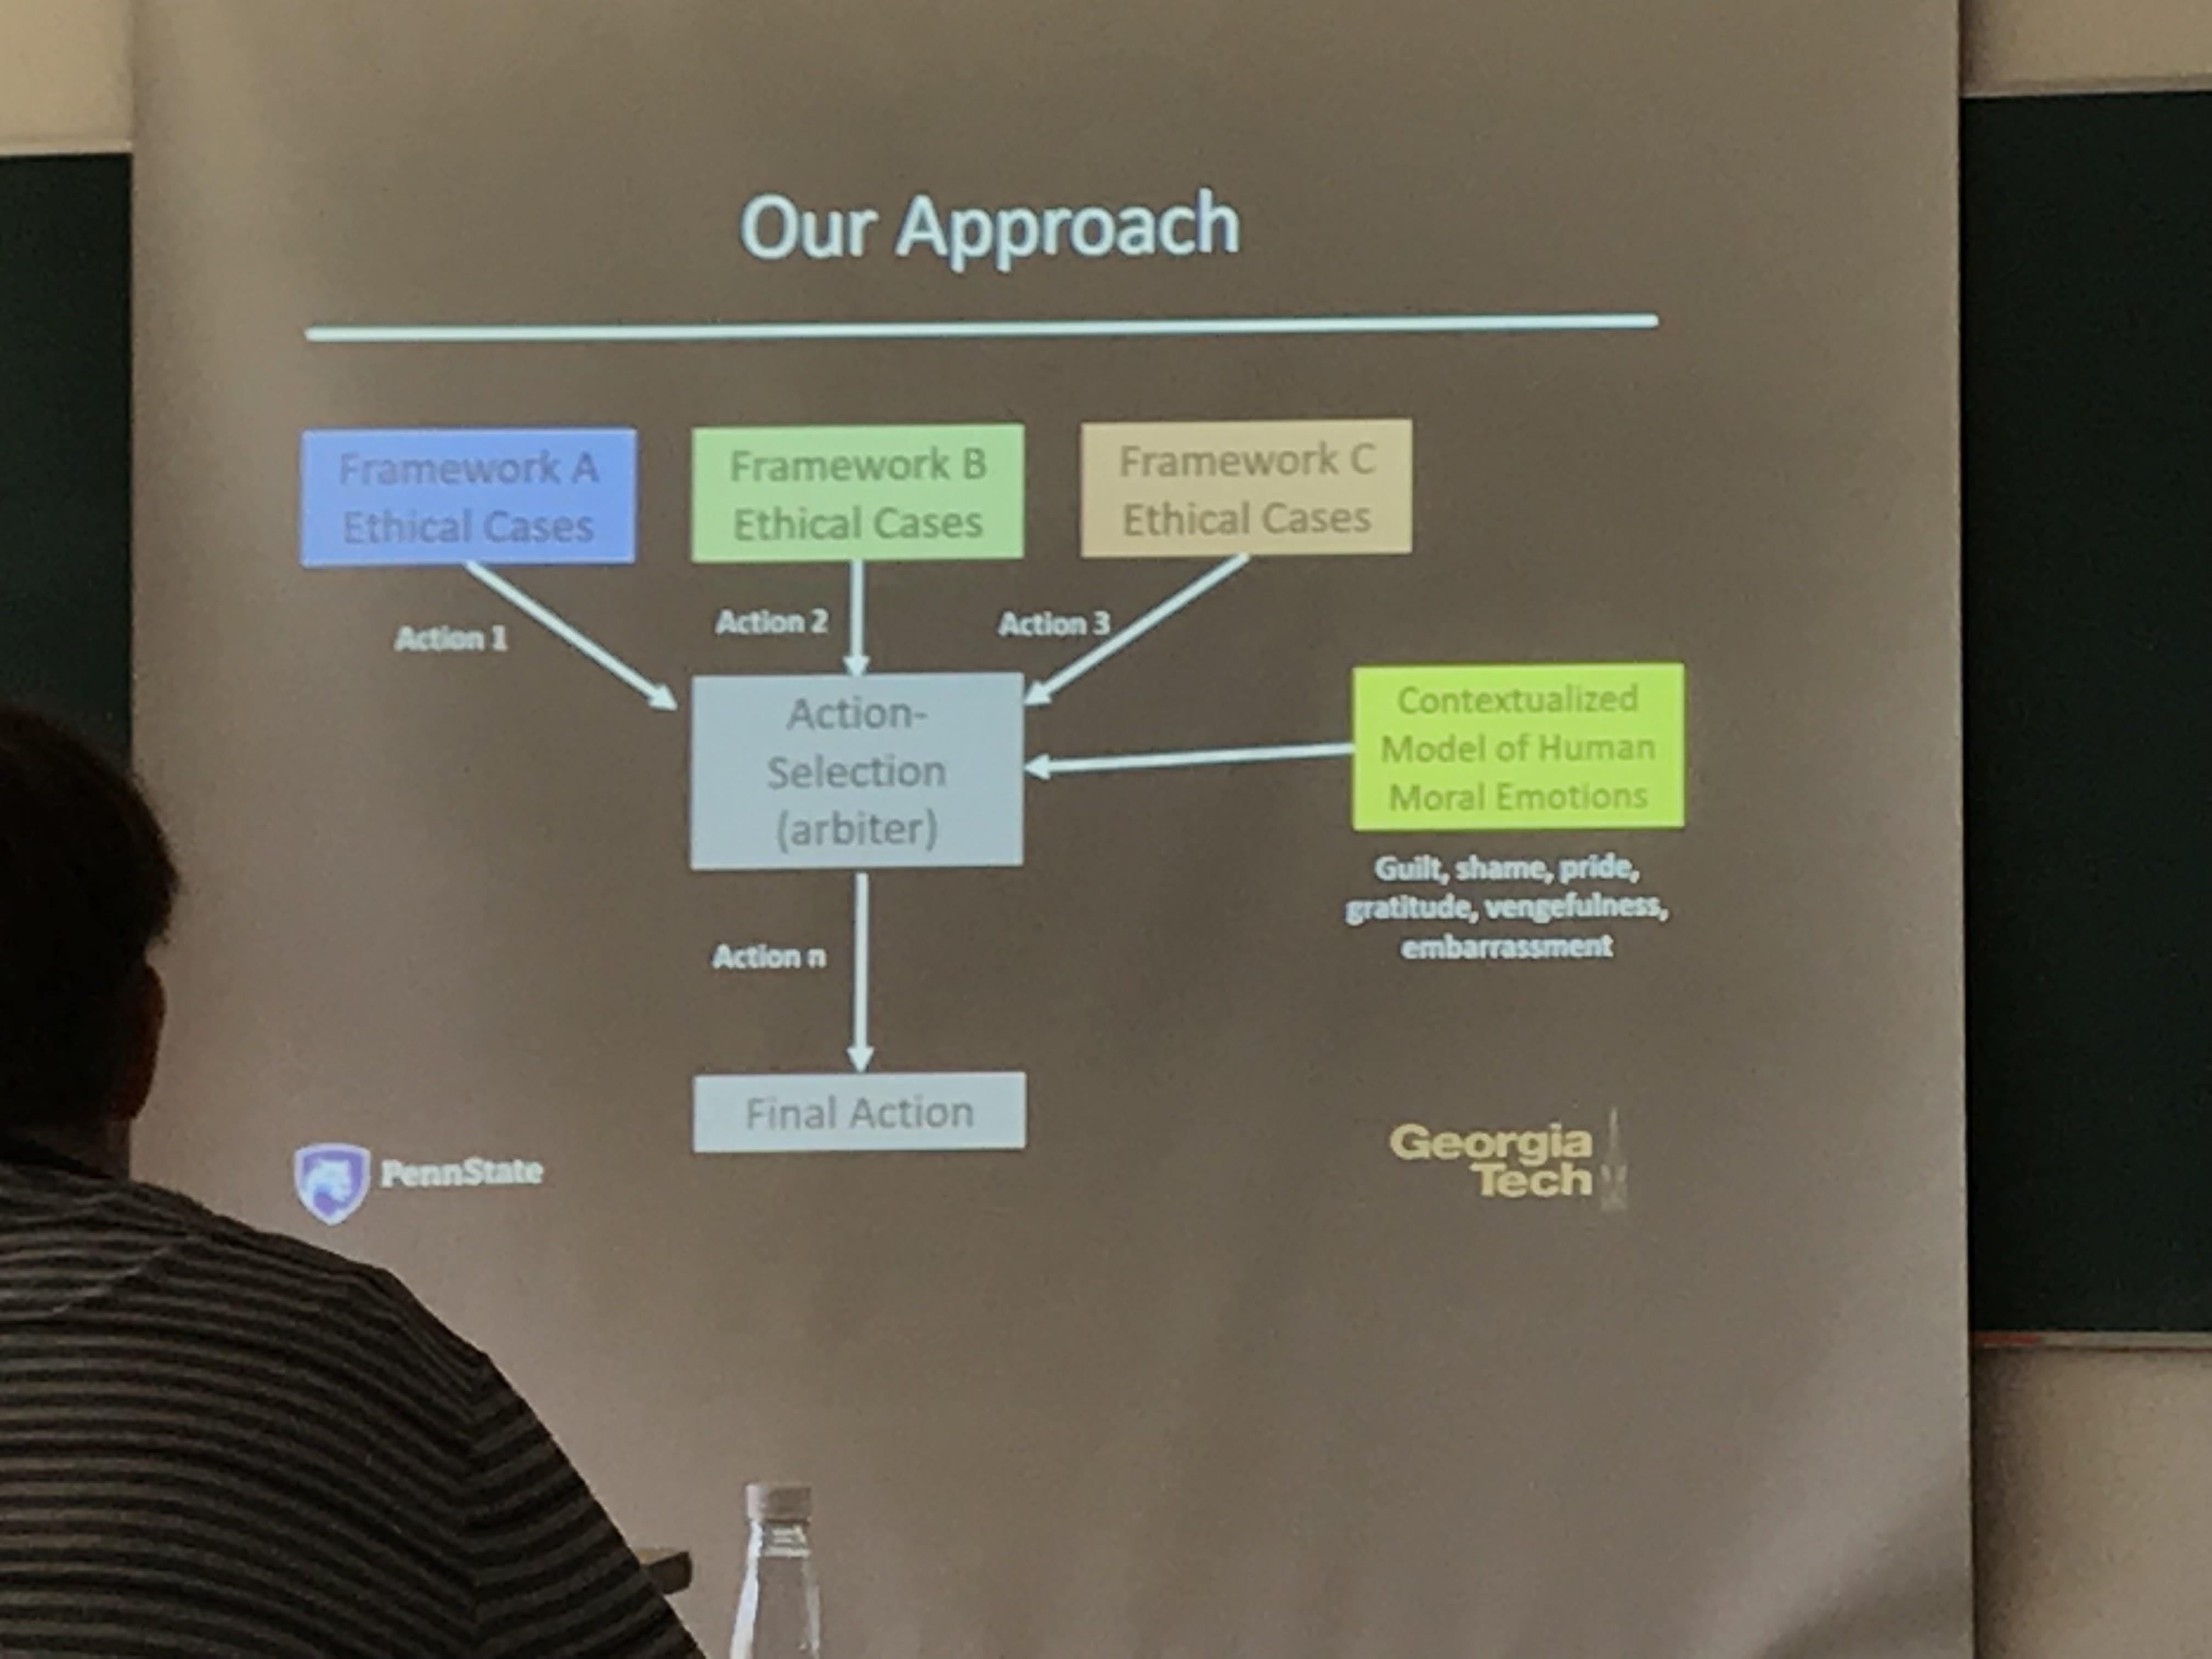 Our Approach
Framework A
Ethical Cases
Framework B
Ethical Cases
Framework C
Ethical Cases
Action 1
Action 2
Action 3
Action-
Selection
(arbiter)
Contextualized
Model of Human
Moral Emotions
Guilt, shame, pride,
gratitude, vengefulness,
embarrassment
Action n
Final Action
PennState
Georgia
Tech